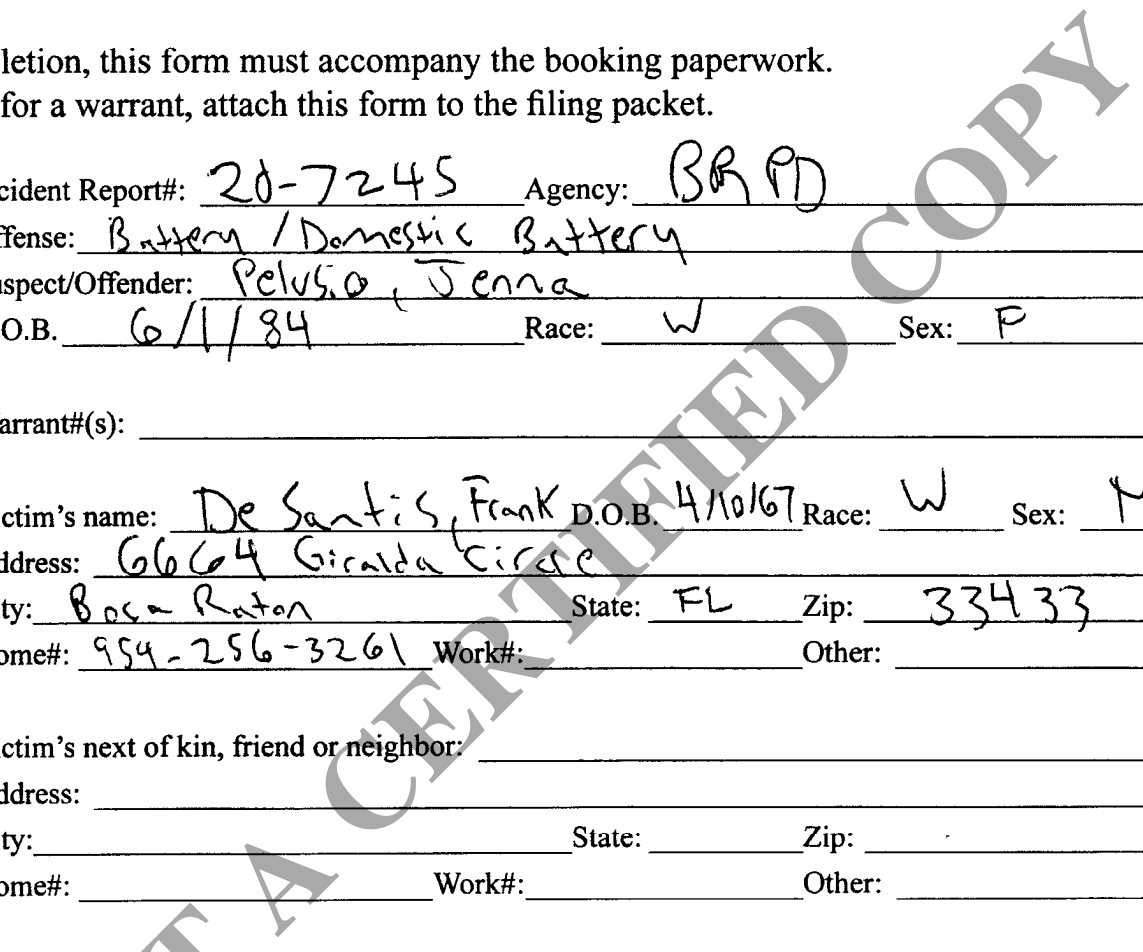 letion, this form must accompany the booking paperwork.
for a warrant, attach this form to the filing packet.
cident Report#: 20-7245 Agency: BRPD
ffense: Battery / Domestic Battery
spect/Offender: Pelusio, Jenna
.O.B. 6/1/84 Race: W Sex: F
arrant#(s):
ctim's name: De Santis, Frank D.O.B. 4/10/67 Race: W Sex: M
ddress: 6664 Giralda Circle
ty: Boca Raton State: FL Zip: 33433
ome#: 954-256-3261 Work#: Other:
ctim's next of kin, friend or neighbor:
ddress:
ty: State: Zip:
ome#: Work#: Other:
T A CERTIFIED COPY